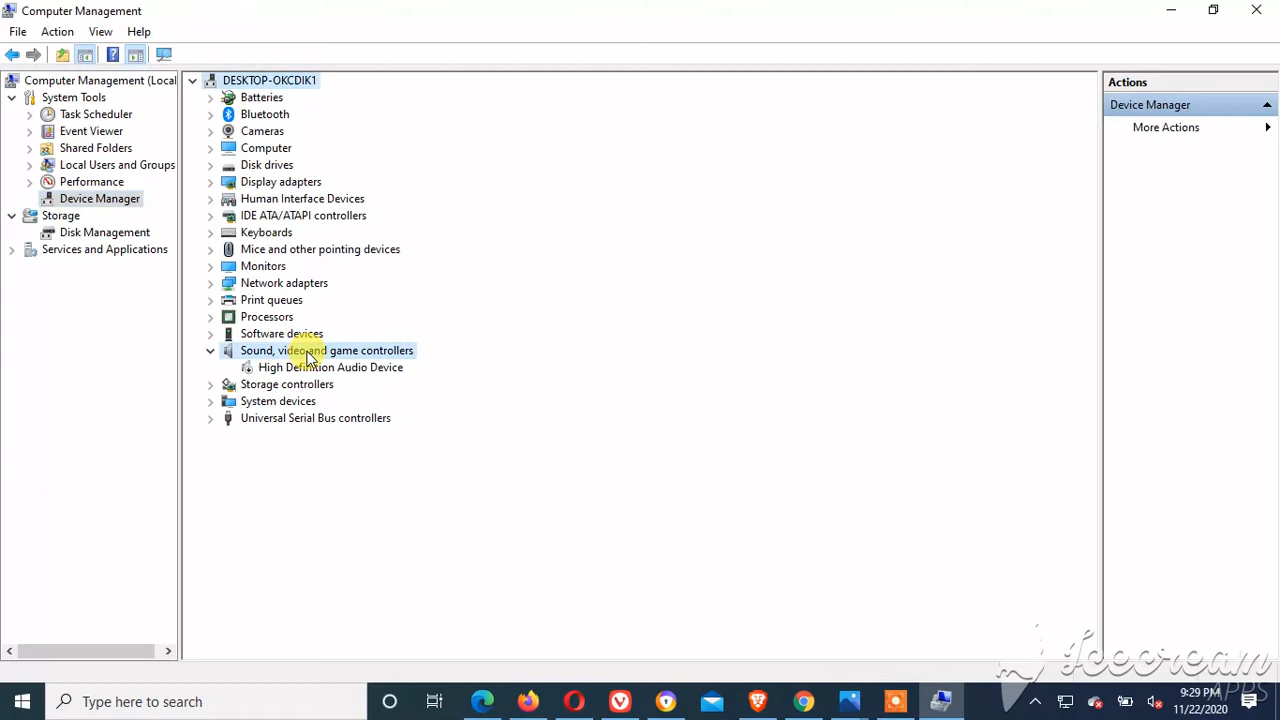 Computer Management
File Action View Help
Computer Management (Local
System Tools
Task Scheduler
Event Viewer
Shared Folders
Local Users and Groups
Performance
Device Manager
Storage
Disk Management
Services and Applications
DESKTOP-OKCDIK1
Batteries
Bluetooth
Cameras
Computer
Disk drives
Display adapters
Human Interface Devices
IDE ATA/ATAPI controllers
Keyboards
Mice and other pointing devices
Monitors
Network adapters
Print queues
Processors
Software devices
Sound, video and game controllers
High Definition Audio Device
Storage controllers
System devices
Universal Serial Bus controllers
Actions
Device Manager
More Actions
Icecream
APPS
Type here to search
9:29 PM
11/22/2020